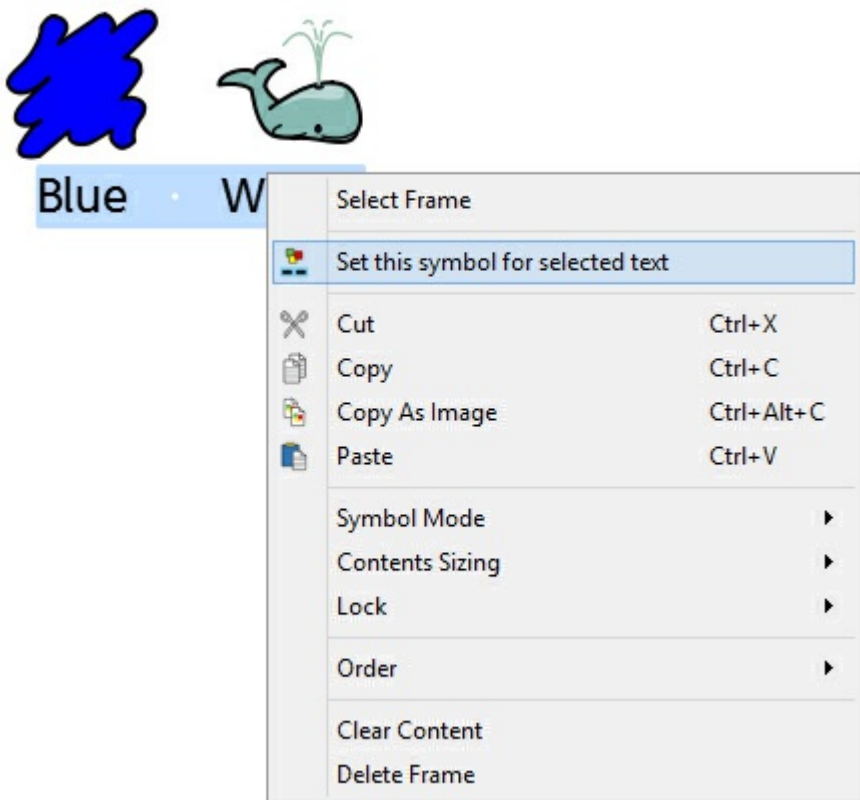 Blue · W
Select Frame
Set this symbol for selected text
Cut Ctrl+X
Copy Ctrl+C
Copy As Image Ctrl+Alt+C
Paste Ctrl+V
Symbol Mode
Contents Sizing
Lock
Order
Clear Content
Delete Frame